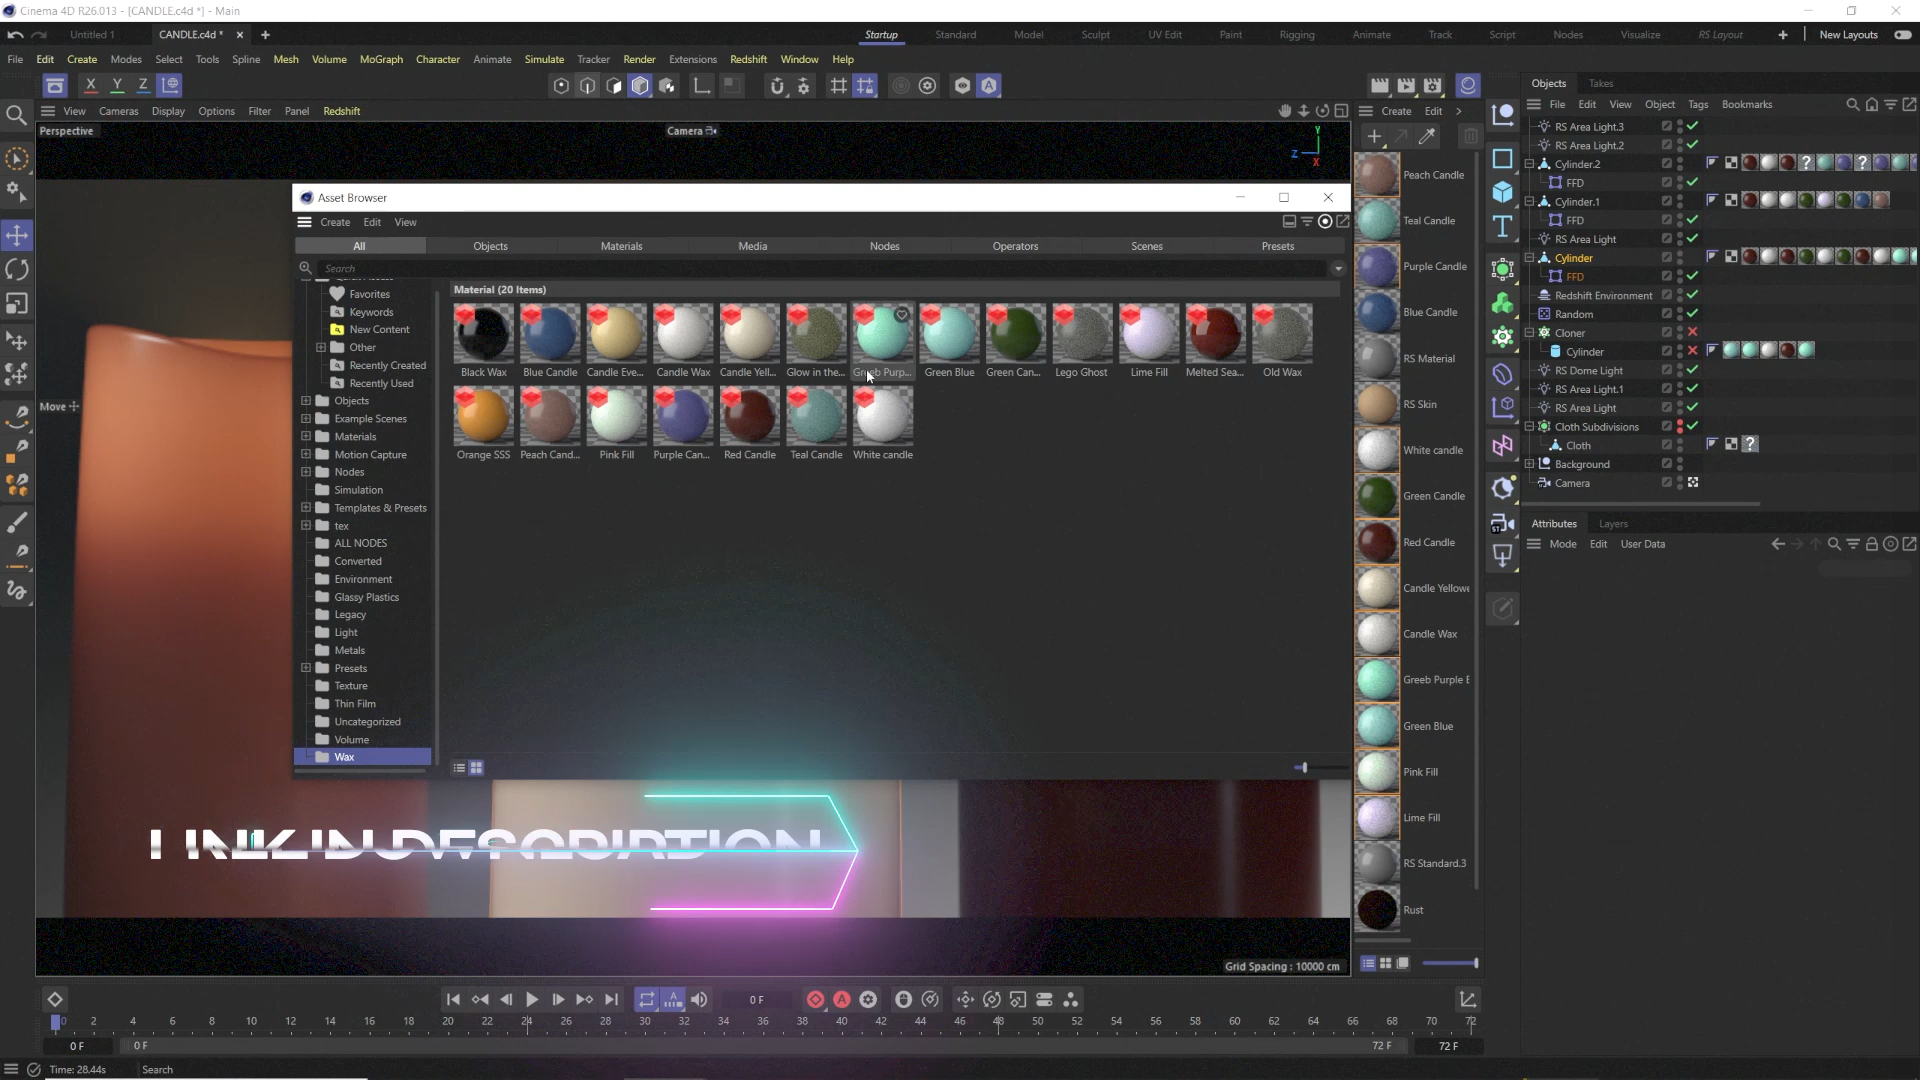 Cinema 4D R26.013 - [CANDLE.c4d *] - Main
Untitled 1
CANDLE.c4d *
Startup
Standard
Model
Sculpt
UV Edit
Paint
Rigging
Animate
Track
Script
Nodes
Visualize
RS Layout
New Layouts
File Edit Create Modes Select Tools Spline Mesh Volume MoGraph Character Animate Simulate Tracker Render Extensions Redshift Window Help
X Y Z
View Cameras Display Options Filter Panel Redshift
Perspective
Camera
Y
Z
X
Move
Asset Browser
Create Edit View
All Objects Materials Media Nodes Operators Scenes Presets
Search
Favorites
Keywords
New Content
Other
Recently Created
Recently Used
Objects
Example Scenes
Materials
Motion Capture
Nodes
Simulation
Templates & Presets
tex
ALL NODES
Converted
Environment
Glassy Plastics
Legacy
Light
Metals
Presets
Texture
Thin Film
Uncategorized
Volume
Wax
Material (20 Items)
Black Wax
Blue Candle
Candle Eve...
Candle Wax
Candle Yell...
Glow in the...
Greeb Purp...
Green Blue
Green Can...
Lego Ghost
Lime Fill
Melted Sea...
Old Wax
Orange SSS
Peach Cand...
Pink Fill
Purple Can...
Red Candle
Teal Candle
White candle
LINK IN DESCRIPTION
Grid Spacing : 10000 cm
Create Edit
Peach Candle
Teal Candle
Purple Candle
Blue Candle
RS Material
RS Skin
White candle
Green Candle
Red Candle
Candle Yellowe
Candle Wax
Greeb Purple E
Green Blue
Pink Fill
Lime Fill
RS Standard.3
Rust
Objects Takes
File Edit View Object Tags Bookmarks
RS Area Light.3
RS Area Light.2
Cylinder.2
FFD
Cylinder.1
FFD
RS Area Light
Cylinder
FFD
Redshift Environment
Random
Cloner
Cylinder
RS Dome Light
RS Area Light.1
RS Area Light
Cloth Subdivisions
Cloth
Background
Camera
Attributes Layers
Mode Edit User Data
0 F
0 2 4 6 8 10 12 14 16 18 20 22 24 26 28 30 32 34 36 38 40 42 44 46 48 50 52 54 56 58 60 62 64 66 68 70 72
0 F
0 F
72 F
72 F
Time: 28.44s
Search